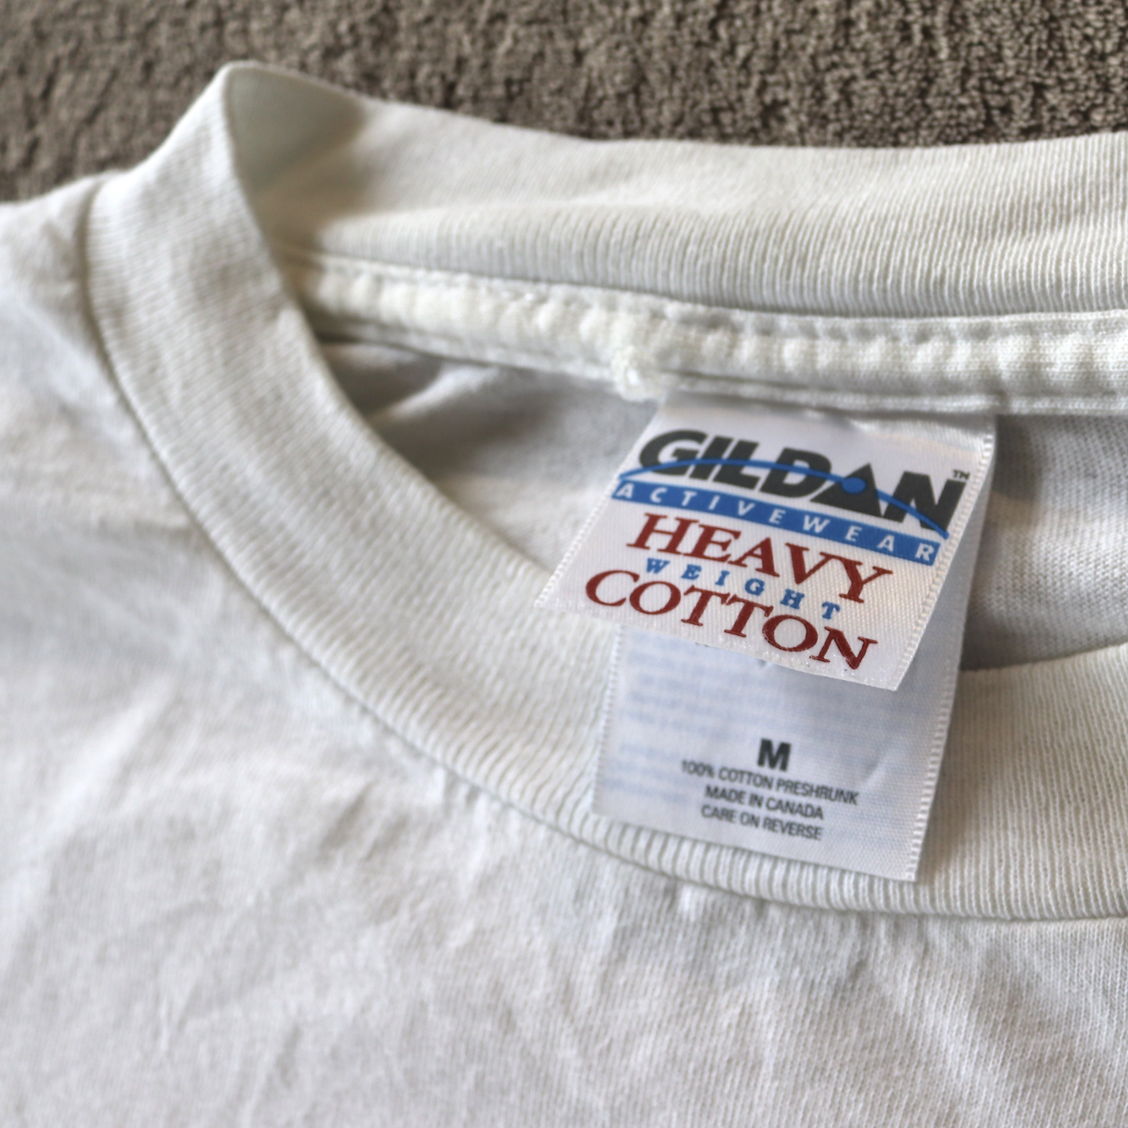 GILDAN™
ACTIVEWEAR
HEAVY
WEIGHT
COTTON
M
100% COTTON PRESHRUNK
MADE IN CANADA
CARE ON REVERSE